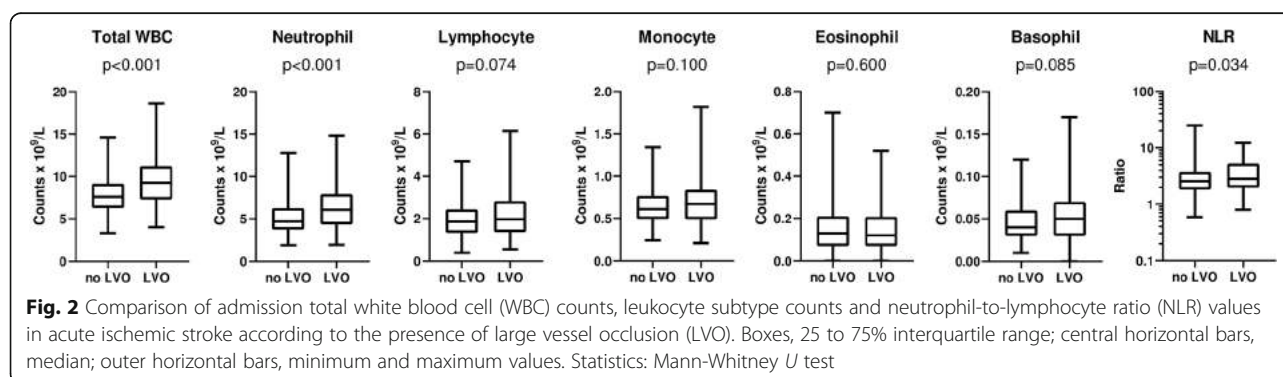 Total WBC Neutrophil Lymphocyte Monocyte Eosinophil Basophil NLR
p<0.001 p<0.001 p=0.074 p=0.100 p=0.600 p=0.085 p=0.034
Counts x 10⁹/L
20
15
10
5
0
no LVO LVO
Counts x 10⁹/L
20
15
10
5
0
no LVO LVO
Counts x 10⁹/L
8
6
4
2
0
no LVO LVO
Counts x 10⁹/L
2.0
1.5
1.0
0.5
0.0
no LVO LVO
Counts x 10⁹/L
0.8
0.6
0.4
0.2
0.0
no LVO LVO
Counts x 10⁹/L
0.20
0.15
0.10
0.05
0.00
no LVO LVO
Ratio
100
10
1
0.1
no LVO LVO
Fig. 2 Comparison of admission total white blood cell (WBC) counts, leukocyte subtype counts and neutrophil-to-lymphocyte ratio (NLR) values
in acute ischemic stroke according to the presence of large vessel occlusion (LVO). Boxes, 25 to 75% interquartile range; central horizontal bars,
median; outer horizontal bars, minimum and maximum values. Statistics: Mann-Whitney U test